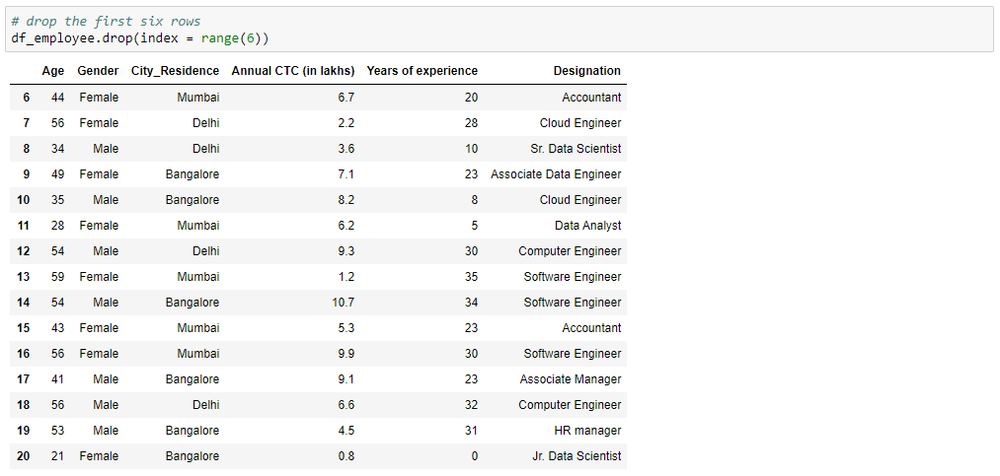 # drop the first six rows
df_employee.drop(index = range(6))
Age Gender City_Residence Annual CTC (in lakhs) Years of experience Designation
6 44 Female Mumbai 6.7 20 Accountant
7 56 Female Delhi 2.2 28 Cloud Engineer
8 34 Male Delhi 3.6 10 Sr. Data Scientist
9 49 Female Bangalore 7.1 23 Associate Data Engineer
10 35 Male Bangalore 8.2 8 Cloud Engineer
11 28 Female Mumbai 6.2 5 Data Analyst
12 54 Male Delhi 9.3 30 Computer Engineer
13 59 Female Mumbai 1.2 35 Software Engineer
14 54 Male Bangalore 10.7 34 Software Engineer
15 43 Female Mumbai 5.3 23 Accountant
16 56 Female Mumbai 9.9 30 Software Engineer
17 41 Male Bangalore 9.1 23 Associate Manager
18 56 Male Delhi 6.6 32 Computer Engineer
19 53 Male Bangalore 4.5 31 HR manager
20 21 Female Bangalore 0.8 0 Jr. Data Scientist